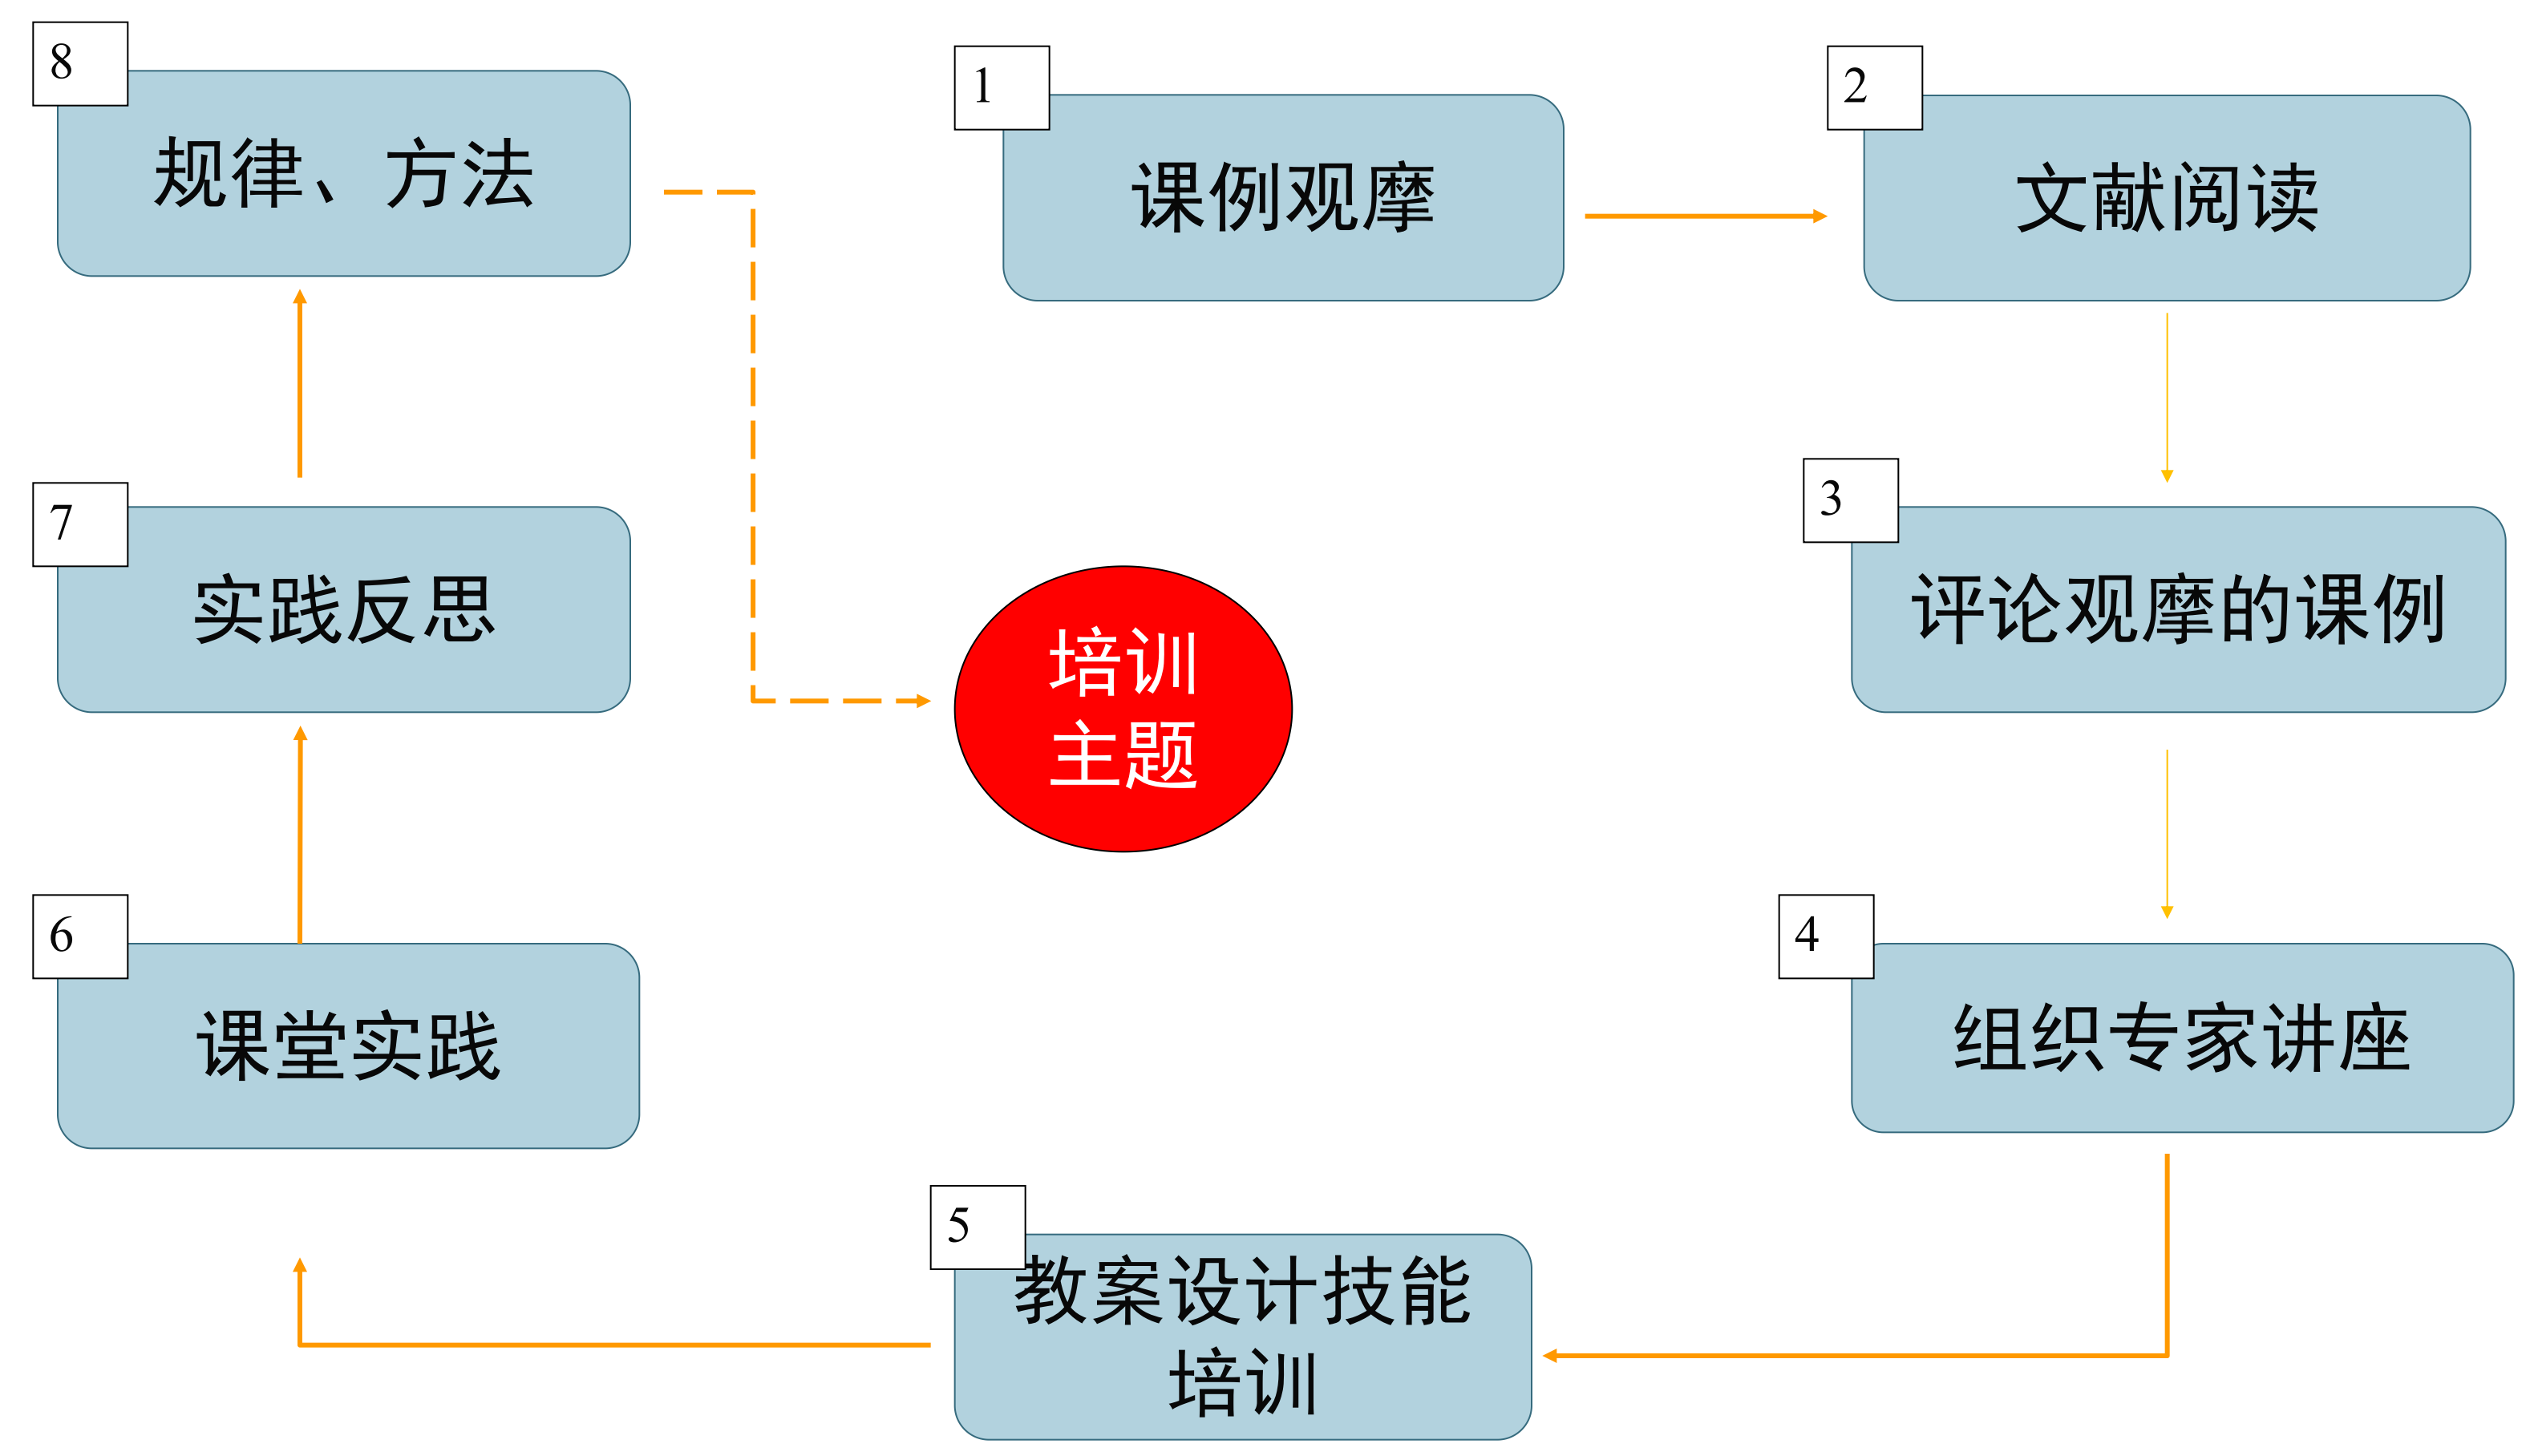 1
课例观摩
2
文献阅读
3
评论观摩的课例
4
组织专家讲座
5
教案设计技能
培训
6
课堂实践
7
实践反思
8
规律、方法
培训
主题